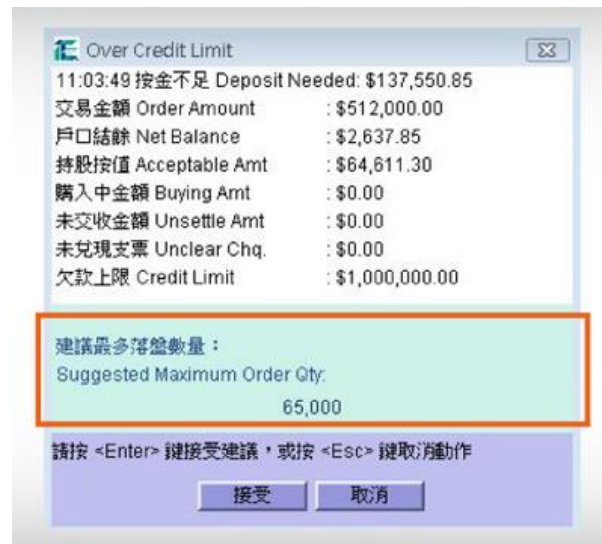 Over Credit Limit
11:03:49 按金不足 Deposit Needed: $137,550.85
交易金額 Order Amount : $512,000.00
戶口結餘 Net Balance : $2,637.85
持股按值 Acceptable Amt : $64,611.30
購入中金額 Buying Amt : $0.00
未交收金額 Unsettle Amt : $0.00
未兌現支票 Unclear Chq. : $0.00
欠款上限 Credit Limit : $1,000,000.00
建議最多落盤數量：
Suggested Maximum Order Qty:
65,000
請按 <Enter> 鍵接受建議，或按 <Esc> 鍵取消動作
接受 取消